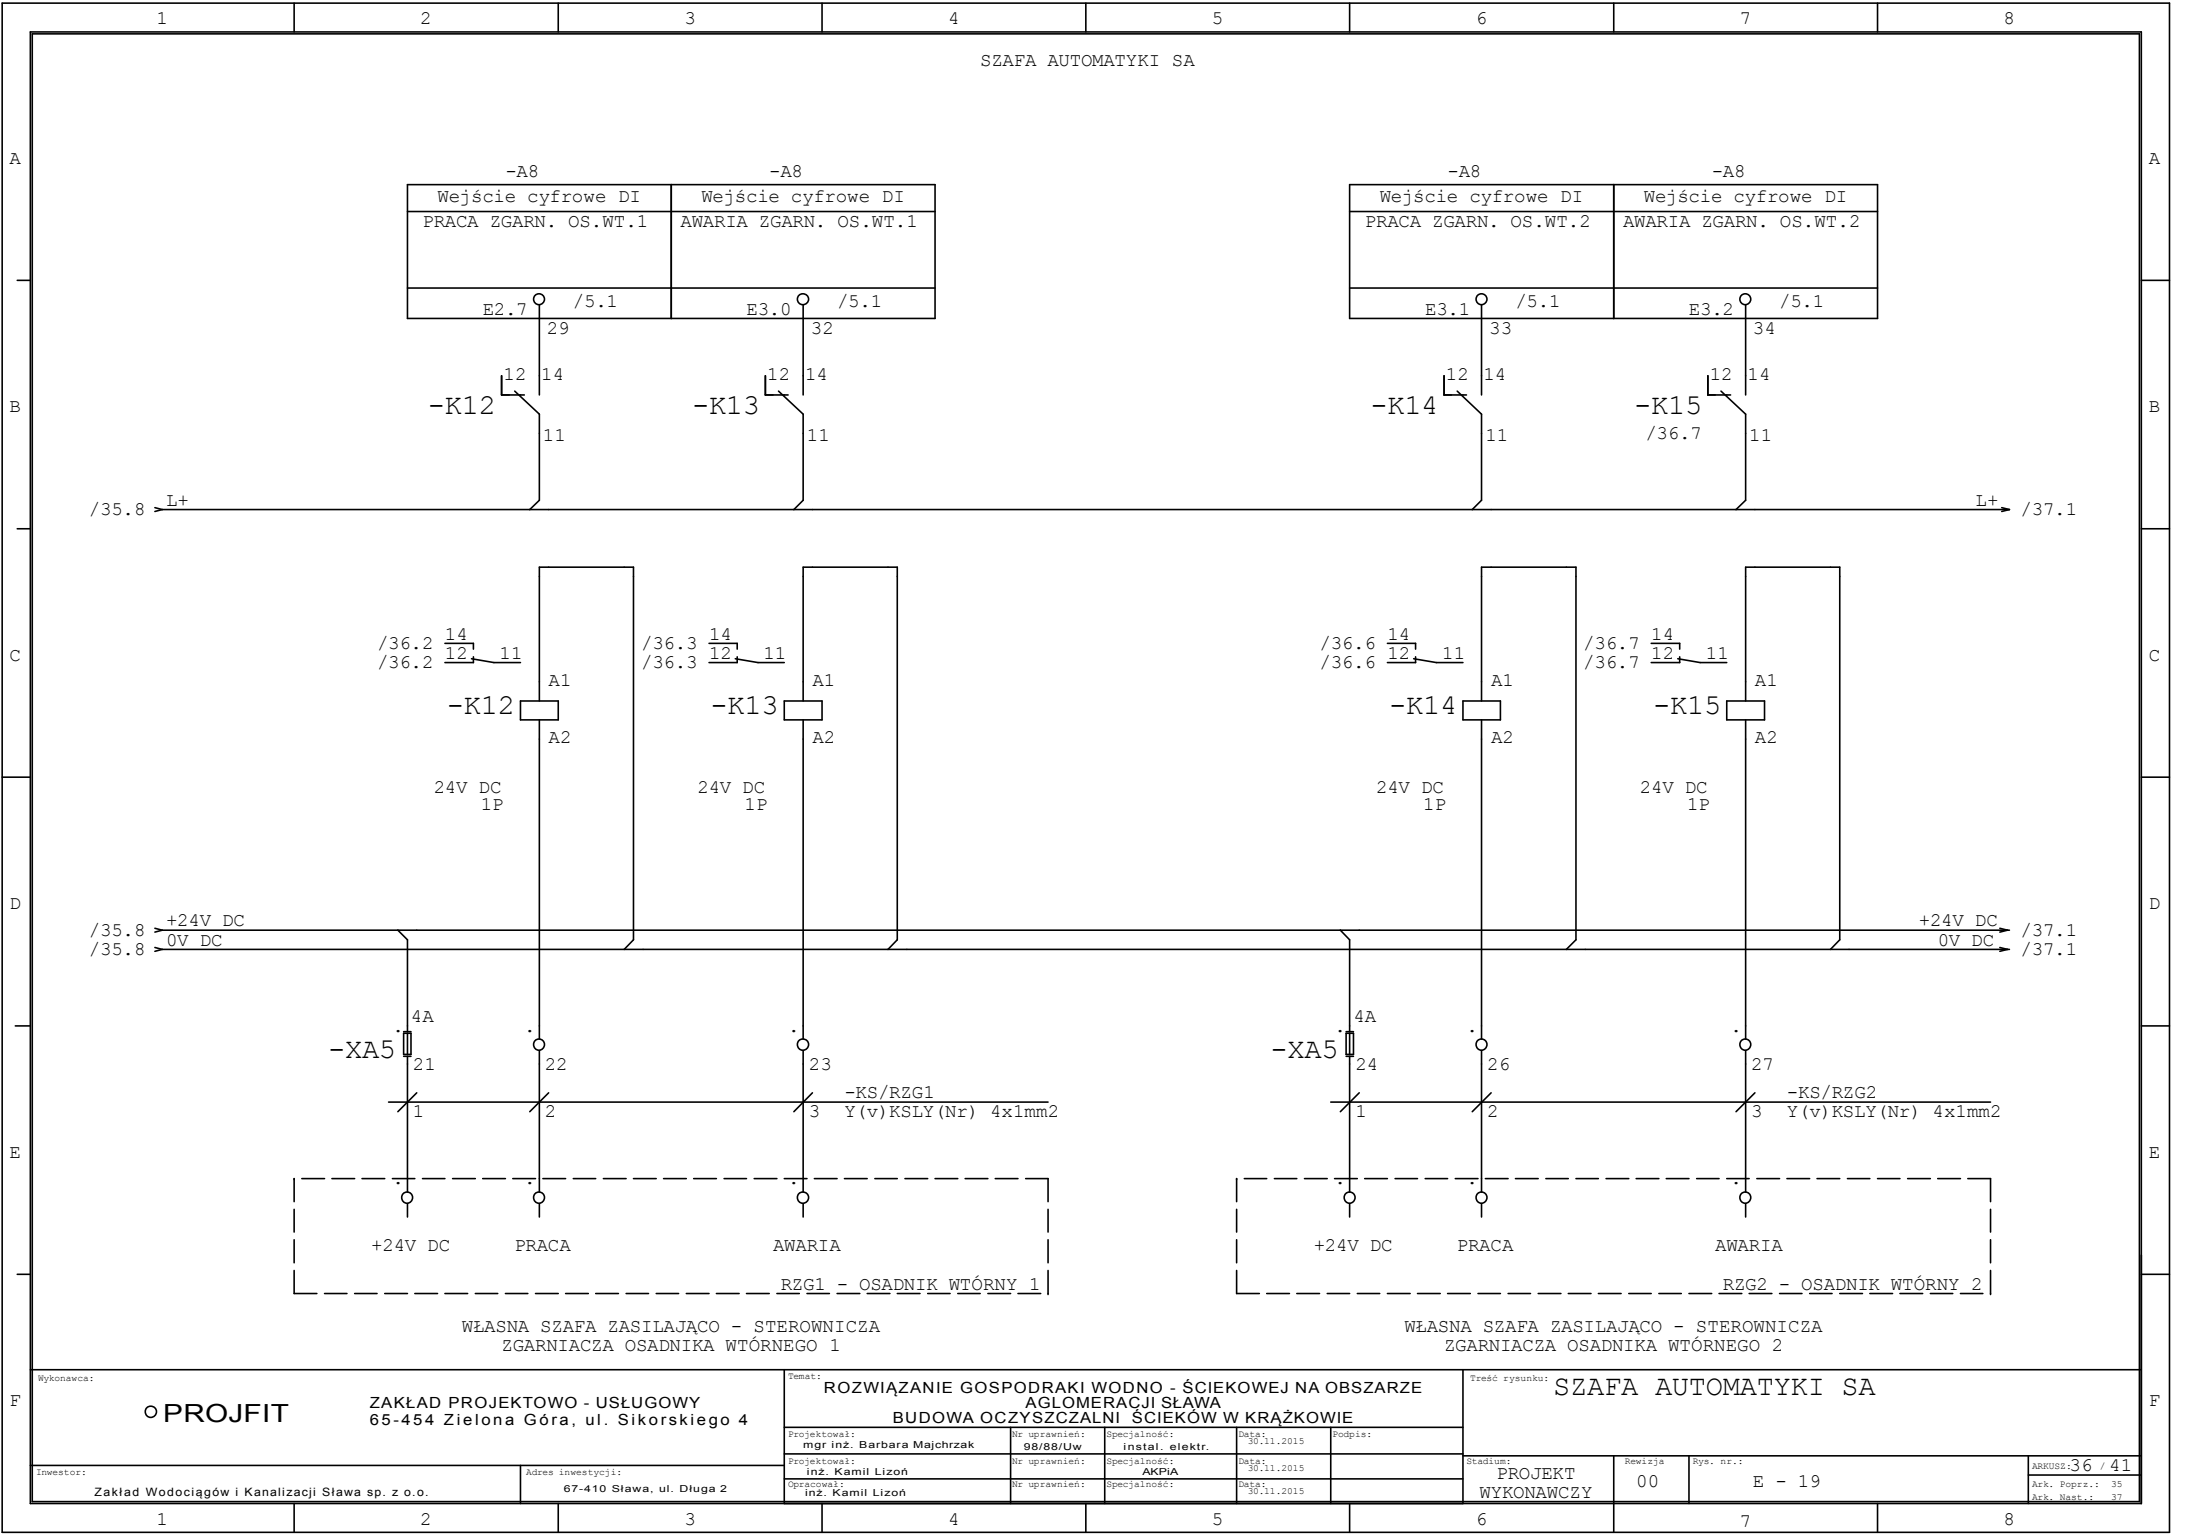 1 2 3 4 5 6 7 8
SZAFA AUTOMATYKI SA
A A
-A8 -A8 -A8 -A8
Wejście cyfrowe DI Wejście cyfrowe DI Wejście cyfrowe DI Wejście cyfrowe DI
PRACA ZGARN. OS.WT.1 AWARIA ZGARN. OS.WT.1 PRACA ZGARN. OS.WT.2 AWARIA ZGARN. OS.WT.2
E2.7 /5.1 E3.0 /5.1 E3.1 /5.1 E3.2 /5.1
29 32 33 34
12 14 12 14 12 14 12 14
B -K12 -K13 -K14 -K15 B
11 11 11 /36.7 11
/35.8 L+ L+ /37.1
/36.2 14 /36.3 14 /36.6 14 /36.7 14
/36.2 12 11 /36.3 12 11 /36.6 12 11 /36.7 12 11
C C
A1 A1 A1 A1
-K12 -K13 -K14 -K15
A2 A2 A2 A2
24V DC 24V DC 24V DC 24V DC
1P 1P 1P 1P
D D
/35.8 +24V DC +24V DC /37.1
/35.8 0V DC 0V DC /37.1
4A 4A
-XA5 -XA5
21 22 23 24 26 27
-KS/RZG1 -KS/RZG2
1 2 3 Y(v)KSLY(Nr) 4x1mm2 1 2 3 Y(v)KSLY(Nr) 4x1mm2
E E
+24V DC PRACA AWARIA +24V DC PRACA AWARIA
RZG1 - OSADNIK WTÓRNY 1 RZG2 - OSADNIK WTÓRNY 2
WŁASNA SZAFA ZASILAJĄCO - STEROWNICZA WŁASNA SZAFA ZASILAJĄCO - STEROWNICZA
ZGARNIACZA OSADNIKA WTÓRNEGO 1 ZGARNIACZA OSADNIKA WTÓRNEGO 2
F F
Wykonawca:
PROJFIT
ZAKŁAD PROJEKTOWO - USŁUGOWY
65-454 Zielona Góra, ul. Sikorskiego 4
Inwestor:
Zakład Wodociągów i Kanalizacji Sława sp. z o.o.
Adres inwestycji:
67-410 Sława, ul. Długa 2
Temat:
ROZWIĄZANIE GOSPODRAKI WODNO - ŚCIEKOWEJ NA OBSZARZE
AGLOMERACJI SŁAWA
BUDOWA OCZYSZCZALNI ŚCIEKÓW W KRĄŻKOWIE
Projektował: Nr uprawnień: Specjalność: Data: Podpis:
mgr inż. Barbara Majchrzak 98/88/Uw instal. elektr. 30.11.2015
Projektował: Nr uprawnień: Specjalność: Data:
inż. Kamil Lizoń AKPiA 30.11.2015
Opracował: Nr uprawnień: Specjalność: Data:
inż. Kamil Lizoń 30.11.2015
Treść rysunku: SZAFA AUTOMATYKI SA
Stadium:
PROJEKT
WYKONAWCZY
Rewizja
00
Rys. nr.:
E - 19
ARKUSZ: 36 / 41
Ark. Poprz.: 35
Ark. Nast.: 37
1 2 3 4 5 6 7 8